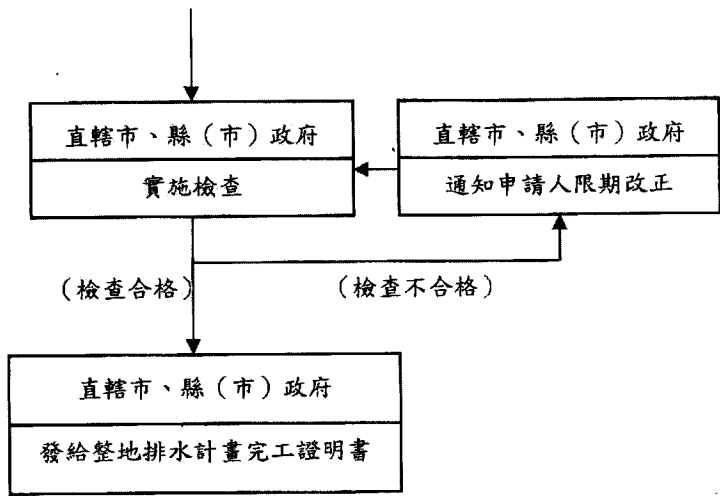 直轄市、縣（市）政府
實施檢查
直轄市、縣（市）政府
通知申請人限期改正
（檢查合格）
（檢查不合格）
直轄市、縣（市）政府
發給整地排水計畫完工證明書